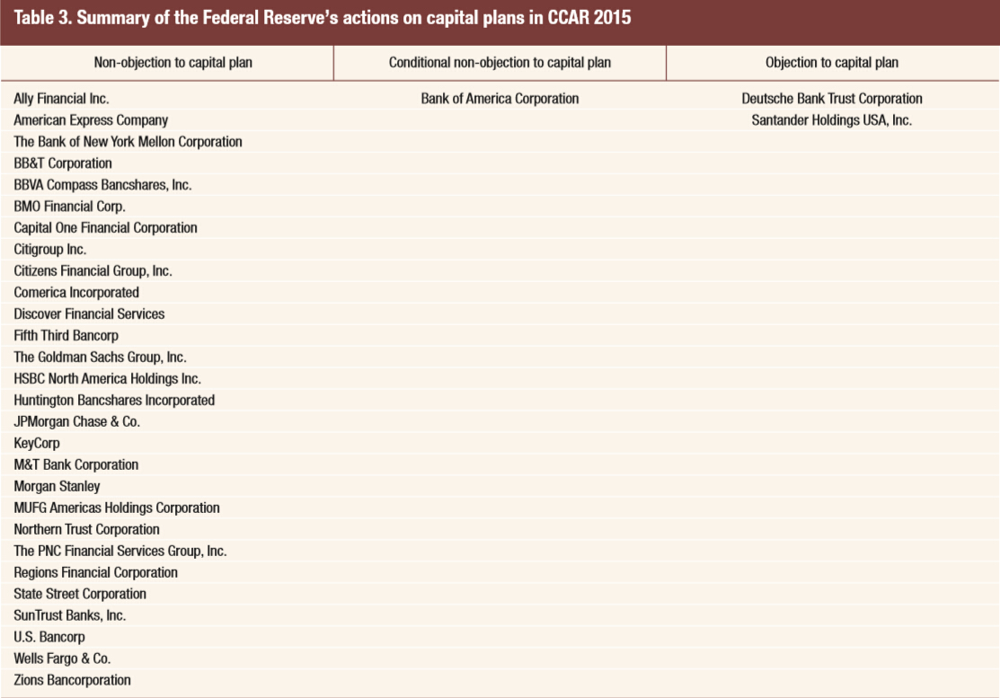 Table 3. Summary of the Federal Reserve's actions on capital plans in CCAR 2015
Non-objection to capital plan Conditional non-objection to capital plan Objection to capital plan
Ally Financial Inc. Bank of America Corporation Deutsche Bank Trust Corporation
American Express Company Santander Holdings USA, Inc.
The Bank of New York Mellon Corporation
BB&T Corporation
BBVA Compass Bancshares, Inc.
BMO Financial Corp.
Capital One Financial Corporation
Citigroup Inc.
Citizens Financial Group, Inc.
Comerica Incorporated
Discover Financial Services
Fifth Third Bancorp
The Goldman Sachs Group, Inc.
HSBC North America Holdings Inc.
Huntington Bancshares Incorporated
JPMorgan Chase & Co.
KeyCorp
M&T Bank Corporation
Morgan Stanley
MUFG Americas Holdings Corporation
Northern Trust Corporation
The PNC Financial Services Group, Inc.
Regions Financial Corporation
State Street Corporation
SunTrust Banks, Inc.
U.S. Bancorp
Wells Fargo & Co.
Zions Bancorporation